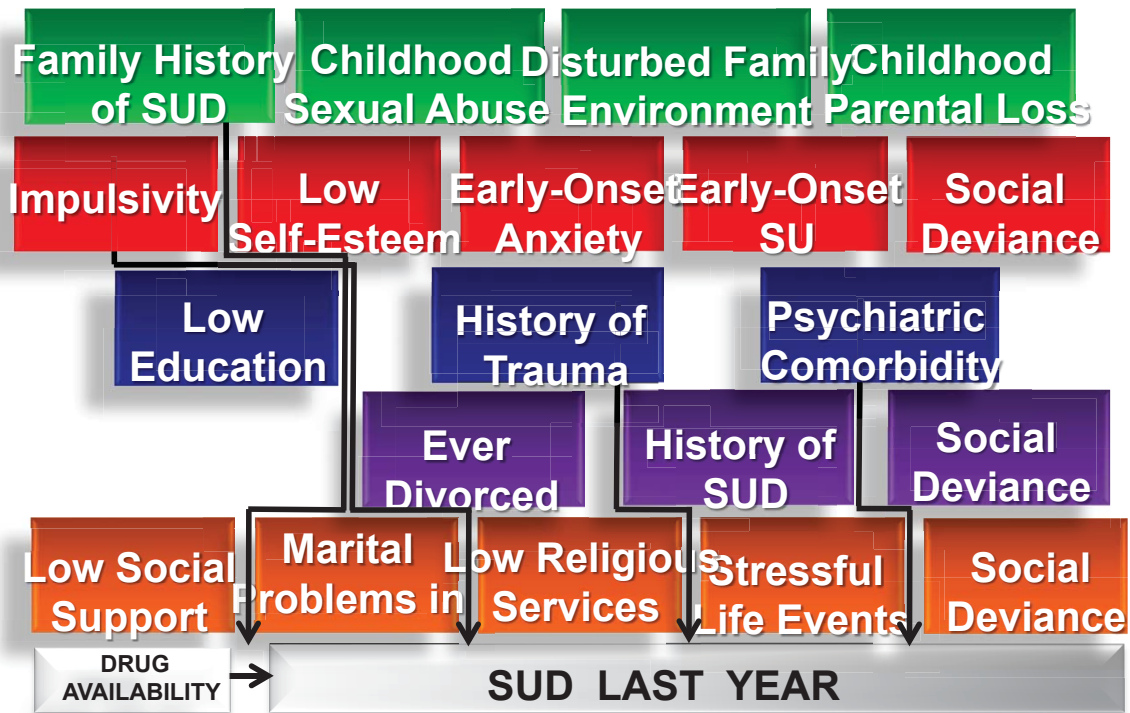 Family History
of SUD
Childhood
Sexual Abuse
Disturbed Family
Environment
Childhood
Parental Loss
Impulsivity
Low
Self-Esteem
Early-Onset
Anxiety
Early-Onset
SU
Social
Deviance
Low
Education
History of
Trauma
Psychiatric
Comorbidity
Ever
Divorced
History of
SUD
Social
Deviance
Low Social
Support
Marital
Problems in
Low Religious
Services
Stressful
Life Events
Social
Deviance
DRUG
AVAILABILITY
SUD LAST YEAR